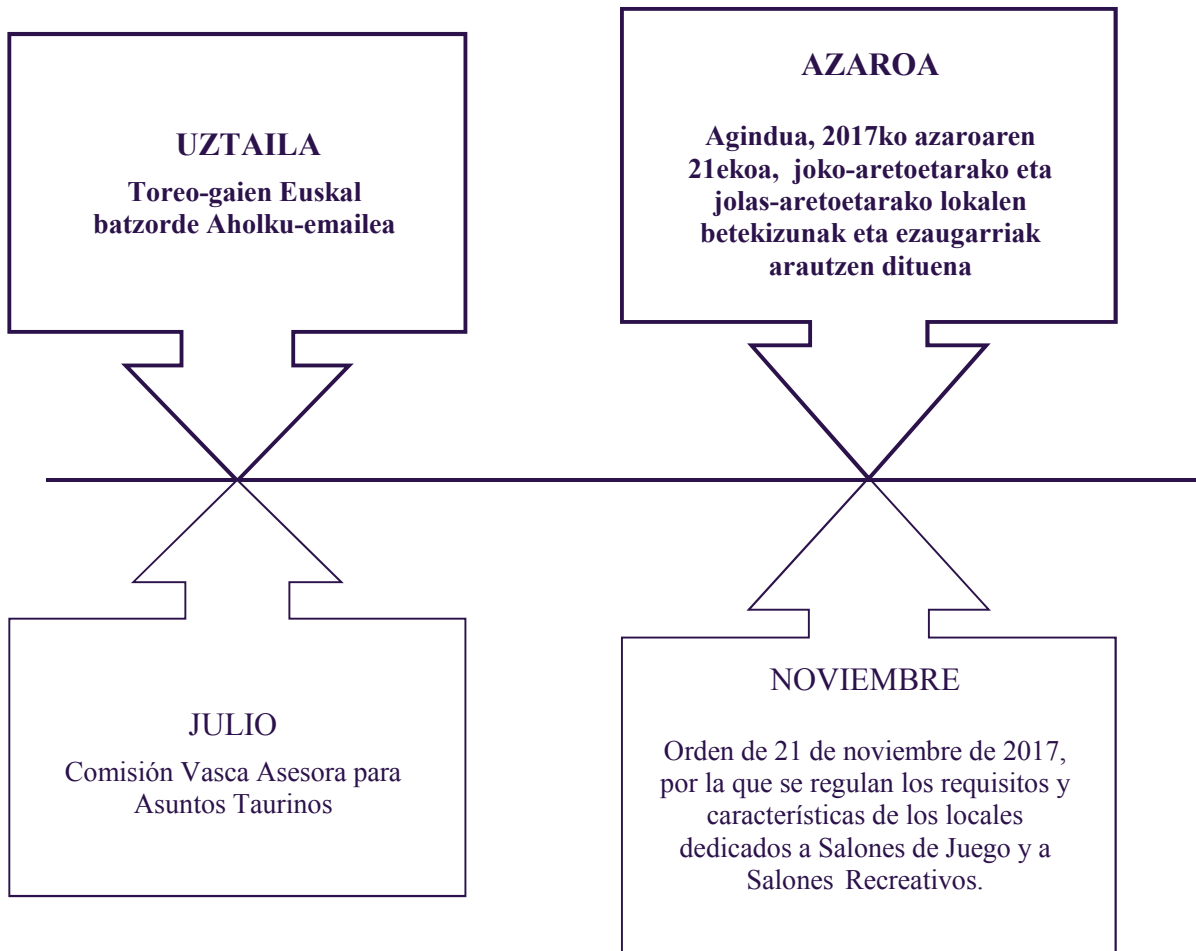 UZTAILA
Toreo-gaien Euskal
batzorde Aholku-emailea
AZAROA
Agindua, 2017ko azaroaren
21ekoa, joko-aretoetarako eta
jolas-aretoetarako lokalen
betekizunak eta ezaugarriak
arautzen dituena
JULIO
Comisión Vasca Asesora para
Asuntos Taurinos
NOVIEMBRE
Orden de 21 de noviembre de 2017,
por la que se regulan los requisitos y
características de los locales
dedicados a Salones de Juego y a
Salones Recreativos.